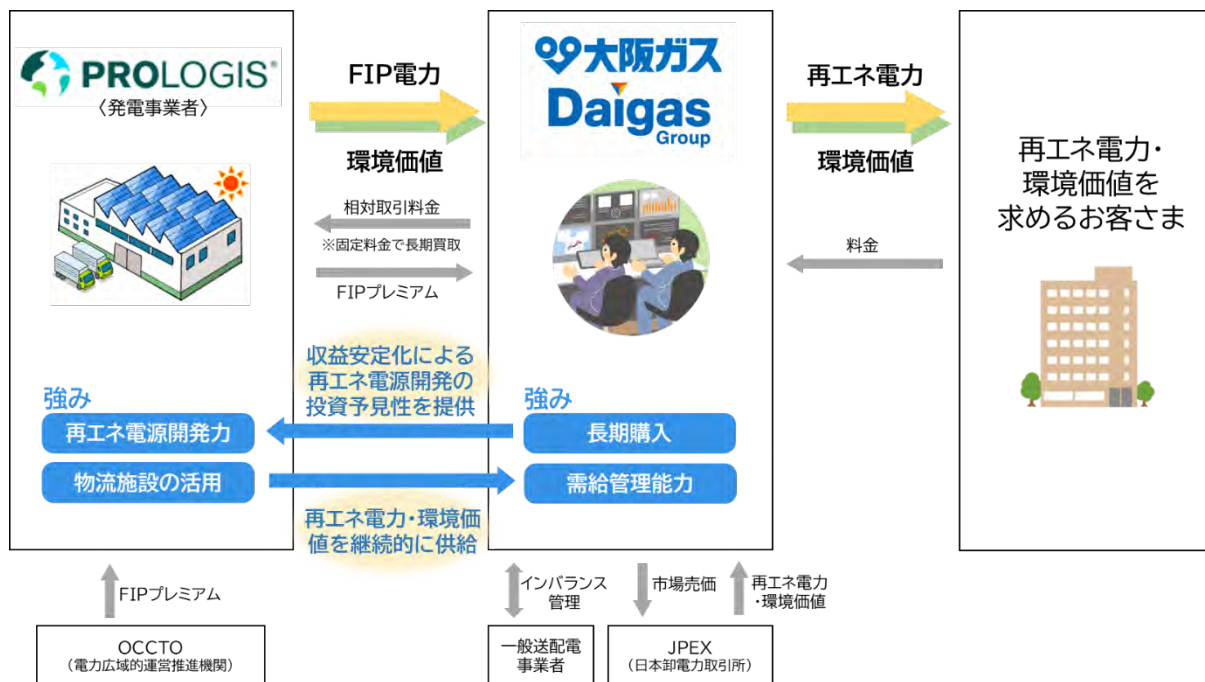 PROLOGIS®
〈発電事業者〉
強み
再エネ電源開発力
物流施設の活用
FIP電力
環境価値
相対取引料金
※固定料金で長期買取
FIPプレミアム
収益安定化による
再エネ電源開発の
投資予見性を提供
再エネ電力・環境価
値を継続的に供給
大阪ガス
Daigas
Group
強み
長期購入
需給管理能力
再エネ電力
環境価値
料金
再エネ電力・
環境価値を
求めるお客さま
FIPプレミアム
OCCTO
（電力広域的運営推進機関）
インバランス
管理
一般送配電
事業者
市場売価
再エネ電力
・環境価値
JPEX
（日本卸電力取引所）